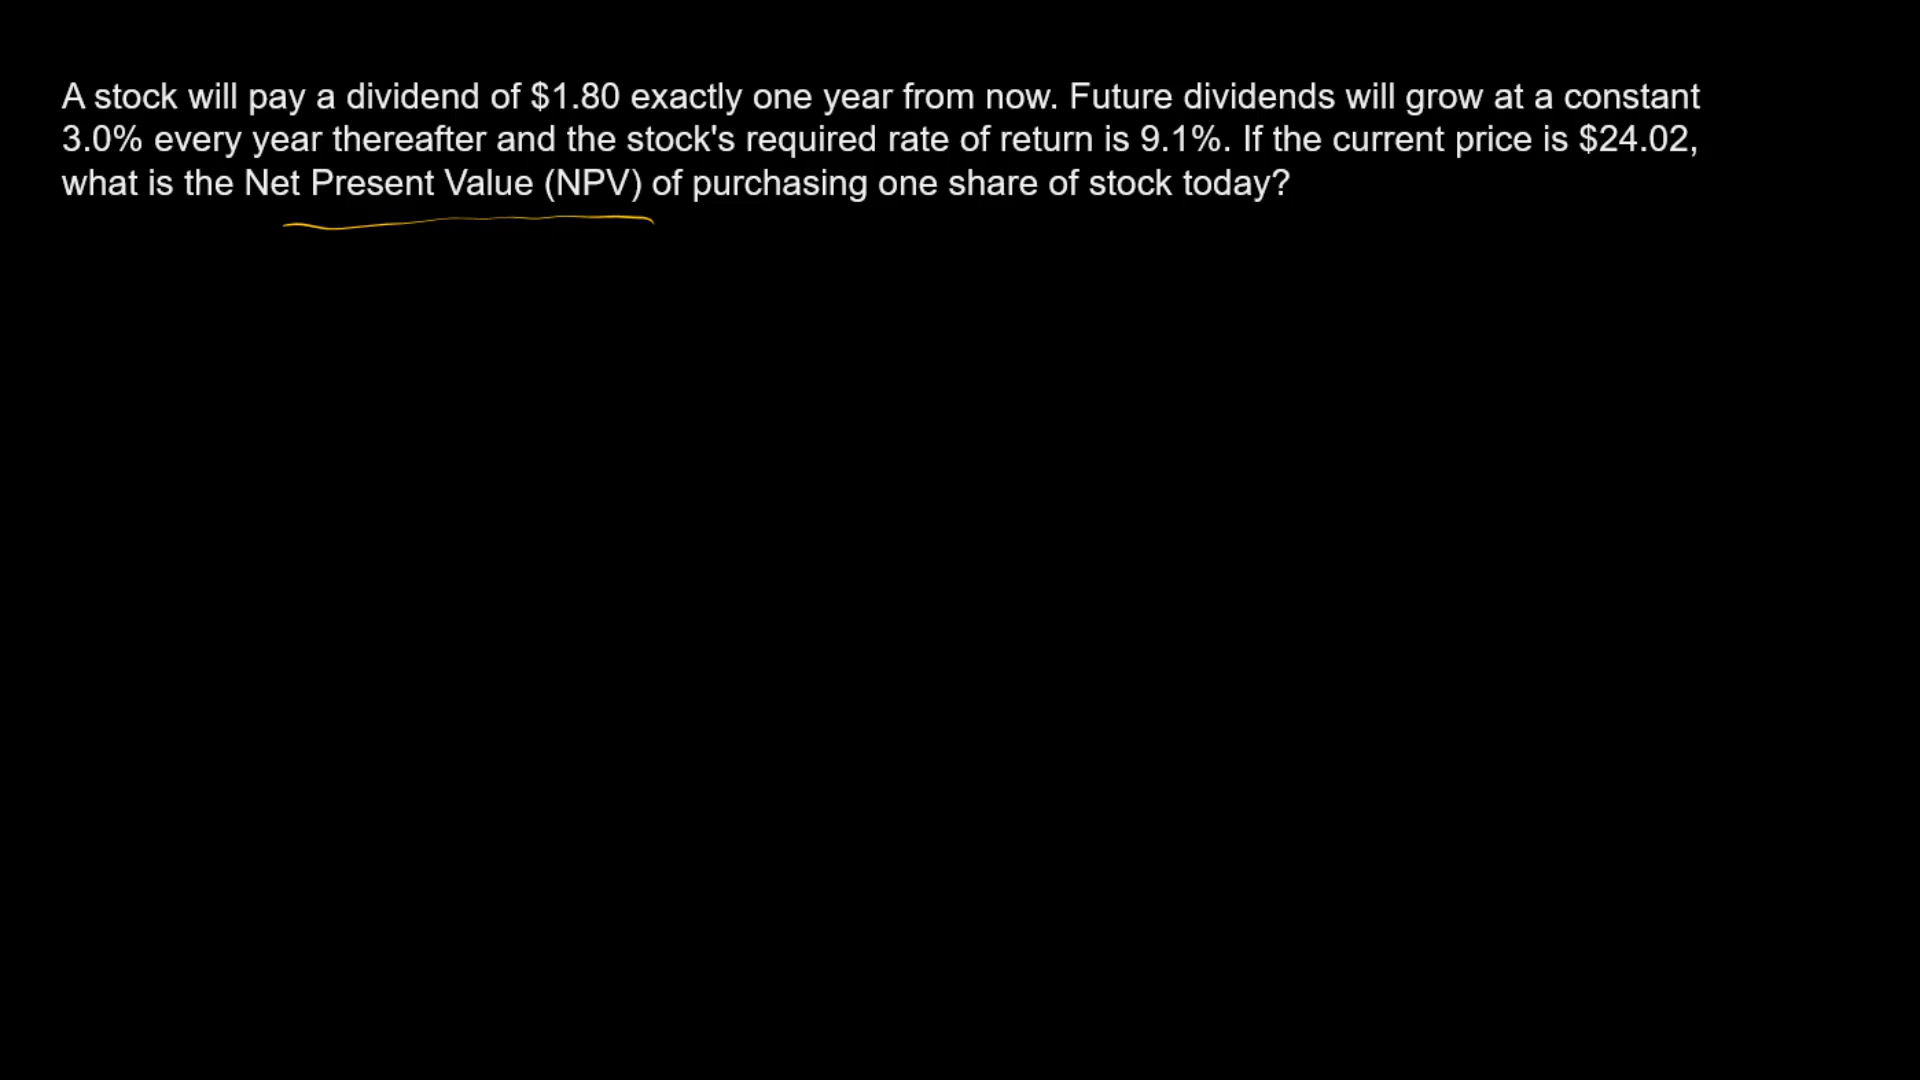 A stock will pay a dividend of $1.80 exactly one year from now. Future dividends will grow at a constant
3.0% every year thereafter and the stock's required rate of return is 9.1%. If the current price is $24.02,
what is the Net Present Value (NPV) of purchasing one share of stock today?